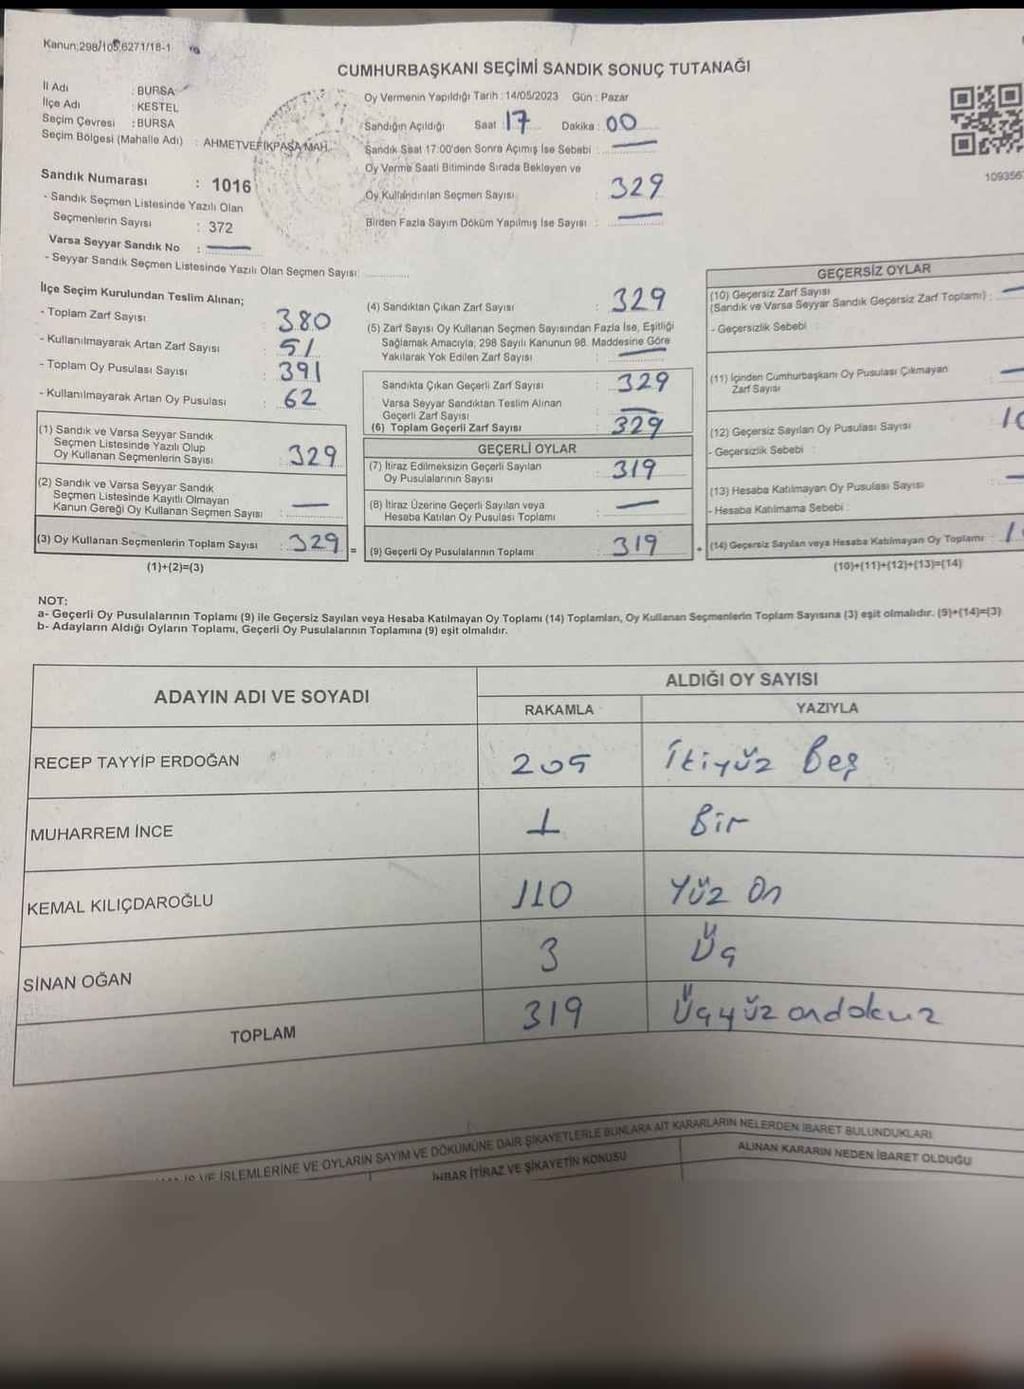 Kanun:298/105,6271/18-1
CUMHURBAŞKANI SEÇİMİ SANDIK SONUÇ TUTANAĞI
İl Adı : BURSA
İlçe Adı : KESTEL
Seçim Çevresi : BURSA
Seçim Bölgesi (Mahalle Adı) : AHMETVEFİKPAŞA MAH.
Sandık Numarası : 1016
- Sandık Seçmen Listesinde Yazılı Olan
Seçmenlerin Sayısı : 372
Varsa Seyyar Sandık No :
- Seyyar Sandık Seçmen Listesinde Yazılı Olan Seçmen Sayısı:
Oy Vermenin Yapıldığı Tarih : 14/05/2023 Gün : Pazar
Sandığın Açıldığı Saat : 17 Dakika : 00
Sandık Saat 17:00'den Sonra Açımış İse Sebebi :
Oy Verme Saati Bitiminde Sırada Bekleyen ve
Oy Kullandırılan Seçmen Sayısı : 329
Birden Fazla Sayım Döküm Yapılmış İse Sayısı :
109356
İlçe Seçim Kurulundan Teslim Alınan;
- Toplam Zarf Sayısı : 380
- Kullanılmayarak Artan Zarf Sayısı : 51
- Toplam Oy Pusulası Sayısı : 391
- Kullanılmayarak Artan Oy Pusulası : 62
(1) Sandık ve Varsa Seyyar Sandık
Seçmen Listesinde Yazılı Olup
Oy Kullanan Seçmenlerin Sayısı : 329
(2) Sandık ve Varsa Seyyar Sandık
Seçmen Listesinde Kayıtlı Olmayan
Kanun Gereği Oy Kullanan Seçmen Sayısı : —
(3) Oy Kullanan Seçmenlerin Toplam Sayısı : 329 =
(1)+(2)=(3)
(4) Sandıktan Çıkan Zarf Sayısı : 329
(5) Zarf Sayısı Oy Kullanan Seçmen Sayısından Fazla İse, Eşitliği
Sağlamak Amacıyla, 298 Sayılı Kanunun 98. Maddesine Göre
Yakılarak Yok Edilen Zarf Sayısı : —
Sandıkta Çıkan Geçerli Zarf Sayısı : 329
Varsa Seyyar Sandıktan Teslim Alınan
Geçerli Zarf Sayısı : —
(6) Toplam Geçerli Zarf Sayısı : 329
GEÇERLİ OYLAR
(7) İtiraz Edilmeksizin Geçerli Sayılan
Oy Pusulalarının Sayısı : 319
(8) İtiraz Üzerine Geçerli Sayılan veya
Hesaba Katılan Oy Pusulası Toplamı : —
(9) Geçerli Oy Pusulalarının Toplamı : 319 +
GEÇERSİZ OYLAR
(10) Geçersiz Zarf Sayısı
(Sandık ve Varsa Seyyar Sandık Geçersiz Zarf Toplamı) : —
- Geçersizlik Sebebi :
(11) İçinden Cumhurbaşkanı Oy Pusulası Çıkmayan
Zarf Sayısı : —
(12) Geçersiz Sayılan Oy Pusulası Sayısı : 10
- Geçersizlik Sebebi :
(13) Hesaba Katılmayan Oy Pusulası Sayısı : —
- Hesaba Katılmama Sebebi :
(14) Geçersiz Sayılan veya Hesaba Katılmayan Oy Toplamı :
(10)+(11)+(12)+(13)=(14)
NOT:
a- Geçerli Oy Pusulalarının Toplamı (9) ile Geçersiz Sayılan veya Hesaba Katılmayan Oy Toplamı (14) Toplamları, Oy Kullanan Seçmenlerin Toplam Sayısına (3) eşit olmalıdır. (9)+(14)=(3)
b- Adayların Aldığı Oyların Toplamı, Geçerli Oy Pusulalarının Toplamına (9) eşit olmalıdır.
ADAYIN ADI VE SOYADI ALDIĞI OY SAYISI
RAKAMLA YAZIYLA
RECEP TAYYİP ERDOĞAN 205 İkiyüz Beş
MUHARREM İNCE 1 Bir
KEMAL KILIÇDAROĞLU 110 Yüz On
SİNAN OĞAN 3 Üç
TOPLAM 319 Üçyüz ondokuz
VE İŞLEMLERİNE VE OYLARIN SAYIM VE DÖKÜMÜNE DAİR ŞİKAYETLERLE BUNLARA AİT KARARLARIN NELERDEN İBARET BULUNDUKLARI
İHBAR İTİRAZ VE ŞİKAYETİN KONUSU ALINAN KARARIN NEDEN İBARET OLDUĞU